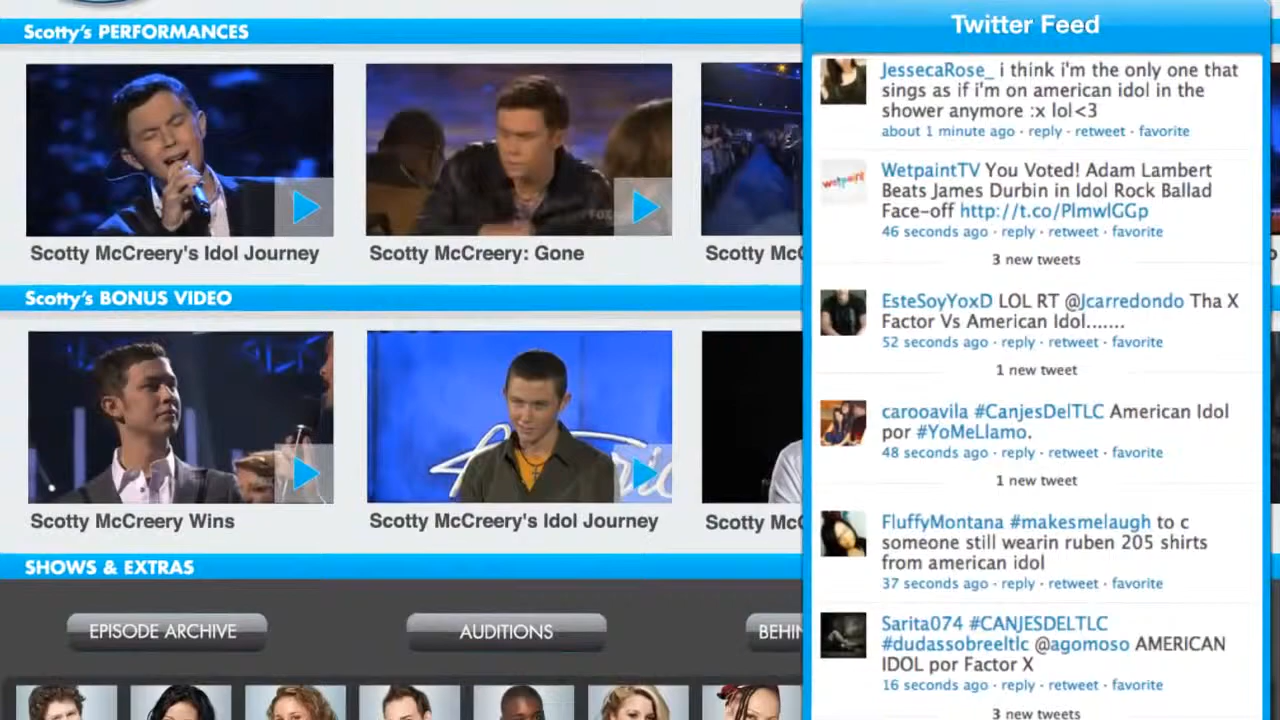 Scotty's PERFORMANCES
Scotty McCreery's Idol Journey
Scotty McCreery: Gone
Scotty McC
Scotty's BONUS VIDEO
Scotty McCreery Wins
Scotty McCreery's Idol Journey
Scotty McC
SHOWS & EXTRAS
EPISODE ARCHIVE
AUDITIONS
BEHIN
Twitter Feed
JessecaRose_ i think i'm the only one that
sings as if i'm on american idol in the
shower anymore :x lol<3
about 1 minute ago · reply · retweet · favorite
wetpaint
WetpaintTV You Voted! Adam Lambert
Beats James Durbin in Idol Rock Ballad
Face-off http://t.co/PlmwlGGp
46 seconds ago · reply · retweet · favorite
3 new tweets
EsteSoyYoxD LOL RT @Jcarredondo Tha X
Factor Vs American Idol.......
52 seconds ago · reply · retweet · favorite
1 new tweet
carooavila #CanjesDelTLC American Idol
por #YoMeLlamo.
48 seconds ago · reply · retweet · favorite
1 new tweet
FluffyMontana #makesmelaugh to c
someone still wearin ruben 205 shirts
from american idol
37 seconds ago · reply · retweet · favorite
Sarita074 #CANJESDELTLC
#dudassobreeltlc @agomoso AMERICAN
IDOL por Factor X
16 seconds ago · reply · retweet · favorite
3 new tweets